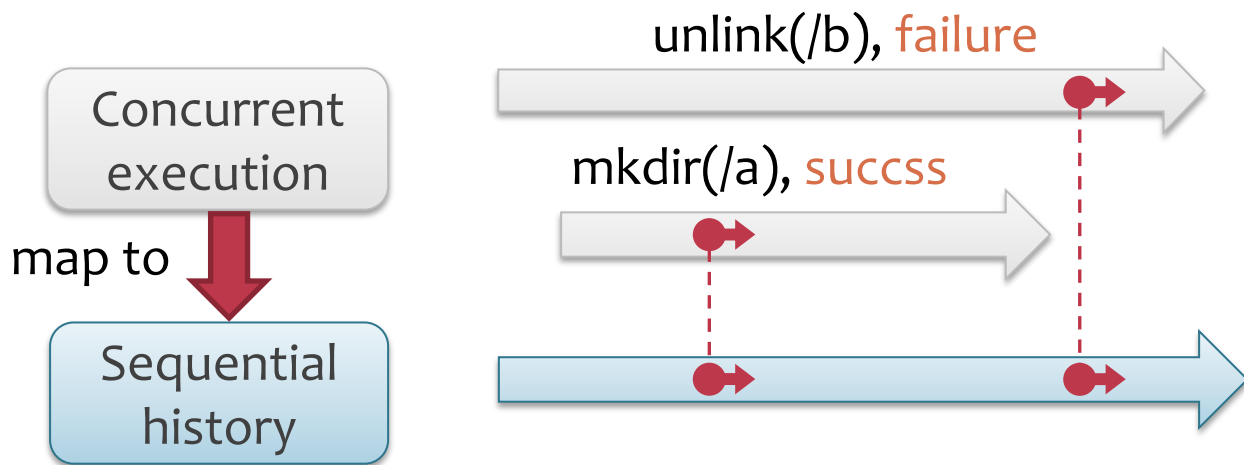 unlink(/b), failure
Concurrent
execution
mkdir(/a), succss
map to
Sequential
history